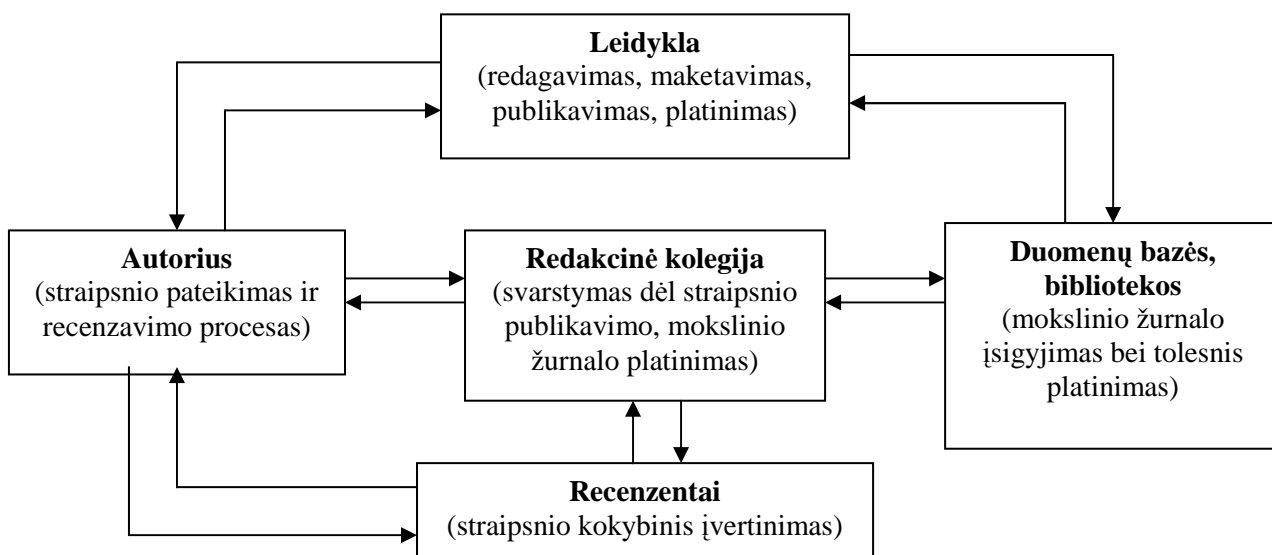 Leidykla
(redagavimas, maketavimas,
publikavimas, platinimas)
Autorius
(straipsnio pateikimas ir
recenzavimo procesas)
Redakcinė kolegija
(svarstymas dėl straipsnio
publikavimo, mokslinio
žurnalo platinimas)
Duomenų bazės,
bibliotekos
(mokslinio žurnalo
įsigyjimas bei tolesnis
platinimas)
Recenzentai
(straipsnio kokybinis įvertinimas)